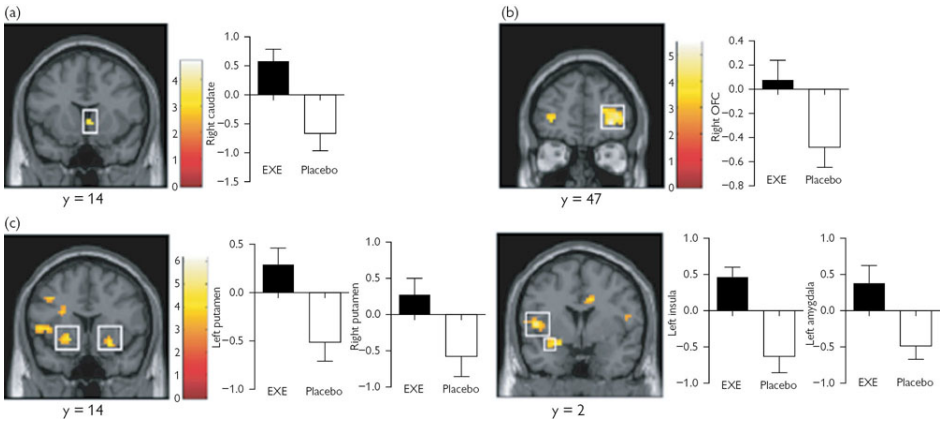 (a)
4
3
2
1
0
y = 14
Right caudate
1.0
0.5
0.0
−0.5
−1.0
−1.5
EXE Placebo
(b)
5
4
3
2
1
0
y = 47
Right OFC
0.4
0.2
0.0
−0.2
−0.4
−0.6
−0.8
EXE Placebo
(c)
6
5
4
3
2
1
0
y = 14
Left putamen
0.5
0.0
−0.5
−1.0
EXE Placebo
Right putamen
1.0
0.5
0.0
−0.5
−1.0
EXE Placebo
y = 2
Left insula
1.0
0.5
0.0
−0.5
−1.0
EXE Placebo
Left amygdala
1.0
0.5
0.0
−0.5
−1.0
EXE Placebo